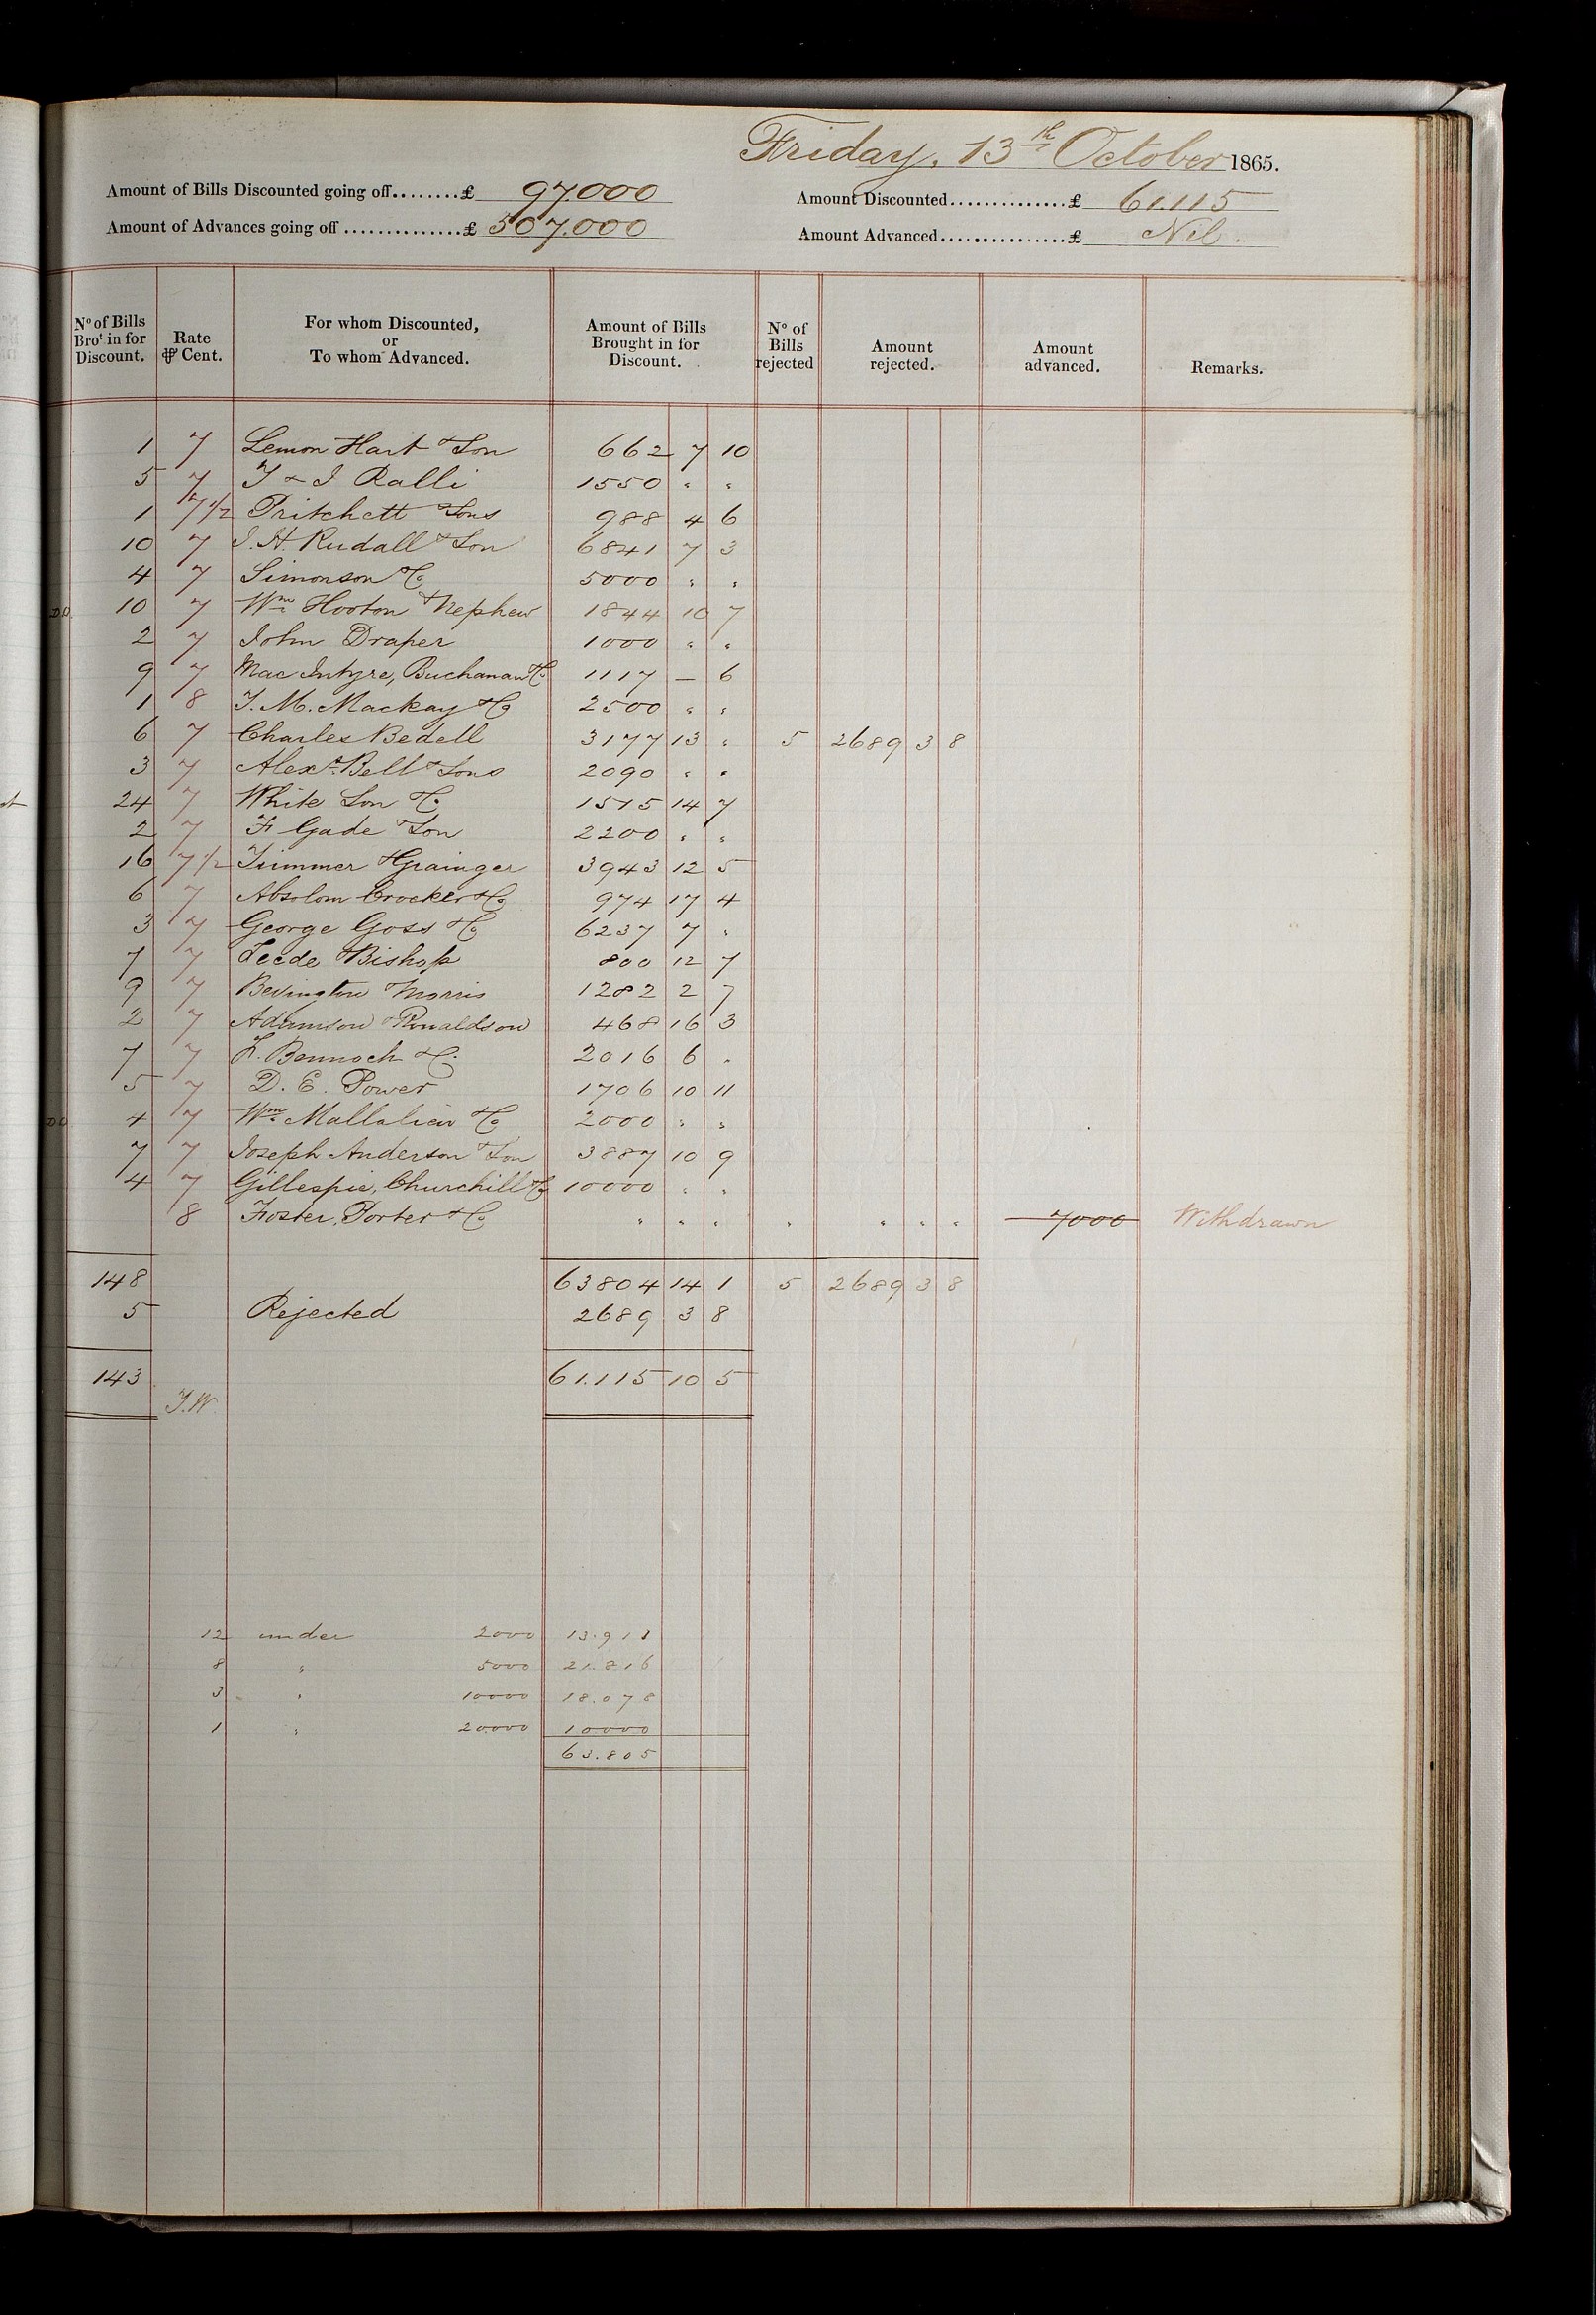 Friday, 13th October 1865.
Amount of Bills Discounted going off........£ 97.000
Amount Discounted..............£ 61.115
Amount of Advances going off ..............£ 507.000
Amount Advanced...............£ Nil
No of Bills Brot in for Discount. Rate ⅌ Cent. For whom Discounted, or To whom Advanced. Amount of Bills Brought in for Discount. No of Bills rejected Amount rejected. Amount advanced. Remarks.
1 7 Lemon Hart & Son 662 7 10
5 7 T & J Ralli 1550 " "
1 7 1/2 Pritchett & Sons 988 4 6
10 7 J. H. Rudall & Son 6841 7 3
4 7 Simonson & Co 5000 " "
DD 10 7 Wm Hooton & Nephew 1844 10 7
2 7 John Draper 1000 " "
9 7 Mac Intyre, Buchanan & Co 1117 — 6
1 8 J. M. Mackay & Co 2500 " "
6 7 Charles Bedell 3177 13 " 5 2689 3 8
3 7 Alexr Bell & Sons 2090 " "
24 7 White Son & Co 1515 14 7
2 7 F Gade & Son 2200 " "
16 7 1/2 Trimmer & Grainger 3943 12 5
6 7 Absolom Crocker & Co 974 17 4
3 7 George Goss & Co 6237 7 "
7 7 Leede & Bishop 800 12 7
9 7 Bevington & Morris 1282 2 7
2 7 Adamson & Ronaldson 468 16 3
7 7 F. Bennoch & Co 2016 6 "
5 7 D. E. Power 1706 10 11
DD 4 7 Wm Mallalieu & Co 2000 " "
7 7 Joseph Anderson & Son 3887 10 9
4 7 Gillespie, Churchill & Co 10000 " "
8 Foster, Porter & Co " " " " " " " 7000 Withdrawn
148 63804 14 1 5 2689 3 8
5 Rejected 2689 3 8
143 61.115 10 5
J.W.
12 under 2000 13.911
8 " 5000 21.816
3 " 10000 18.078
1 " 20000 10000
63.805